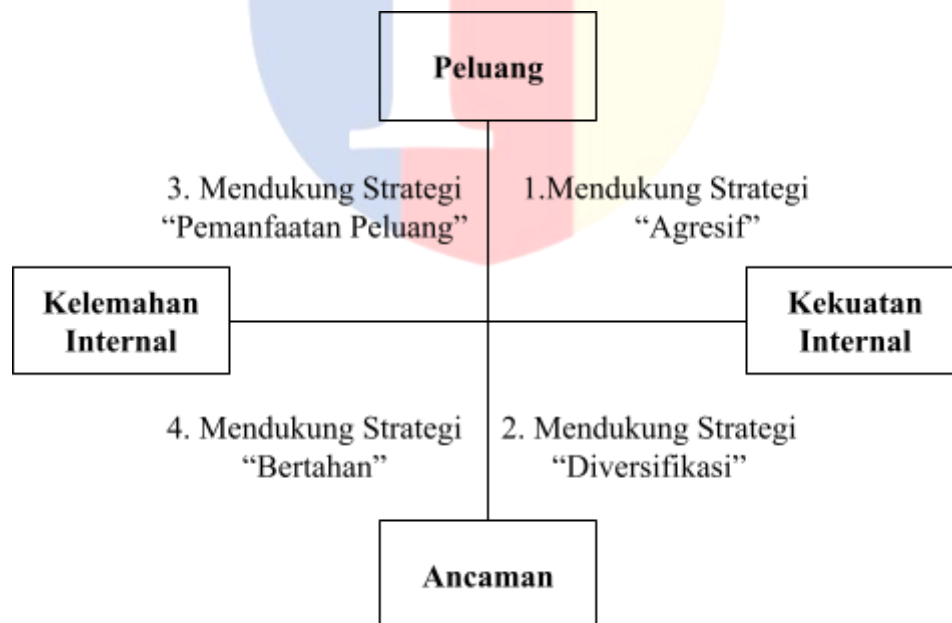 Peluang
3. Mendukung Strategi
“Pemanfaatan Peluang”
1.Mendukung Strategi
“Agresif”
Kelemahan
Internal
Kekuatan
Internal
4. Mendukung Strategi
“Bertahan”
2. Mendukung Strategi
“Diversifikasi”
Ancaman